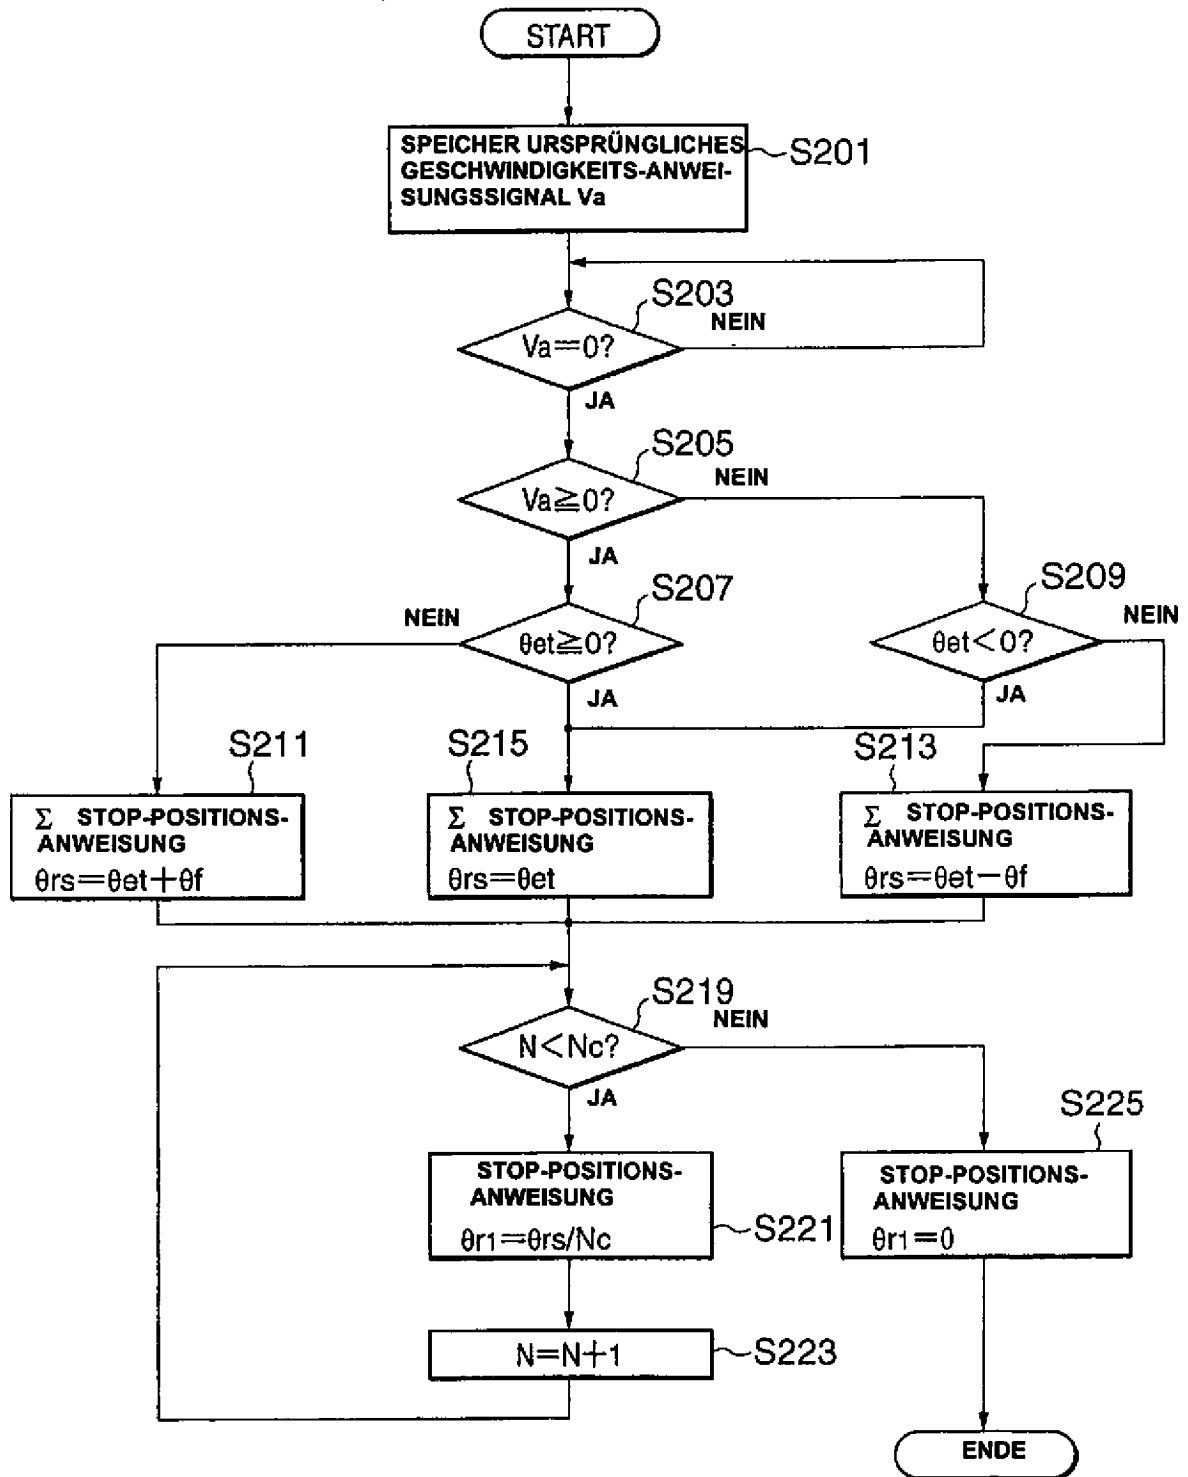 START
SPEICHER URSPRÜNGLICHES
GESCHWINDIGKEITS-ANWEI-
SUNGSSIGNAL Va
S201
S203
Va=0?
NEIN
JA
S205
Va≧0?
NEIN
JA
S207
NEIN
θet≧0?
JA
S209
θet<0?
NEIN
JA
S211
Σ STOP-POSITIONS-
ANWEISUNG
θrs=θet+θf
S215
Σ STOP-POSITIONS-
ANWEISUNG
θrs=θet
S213
Σ STOP-POSITIONS-
ANWEISUNG
θrs=θet−θf
S219
N<Nc?
NEIN
JA
STOP-POSITIONS-
ANWEISUNG
θr1=θrs/Nc
S221
S225
STOP-POSITIONS-
ANWEISUNG
θr1=0
N=N+1
S223
ENDE